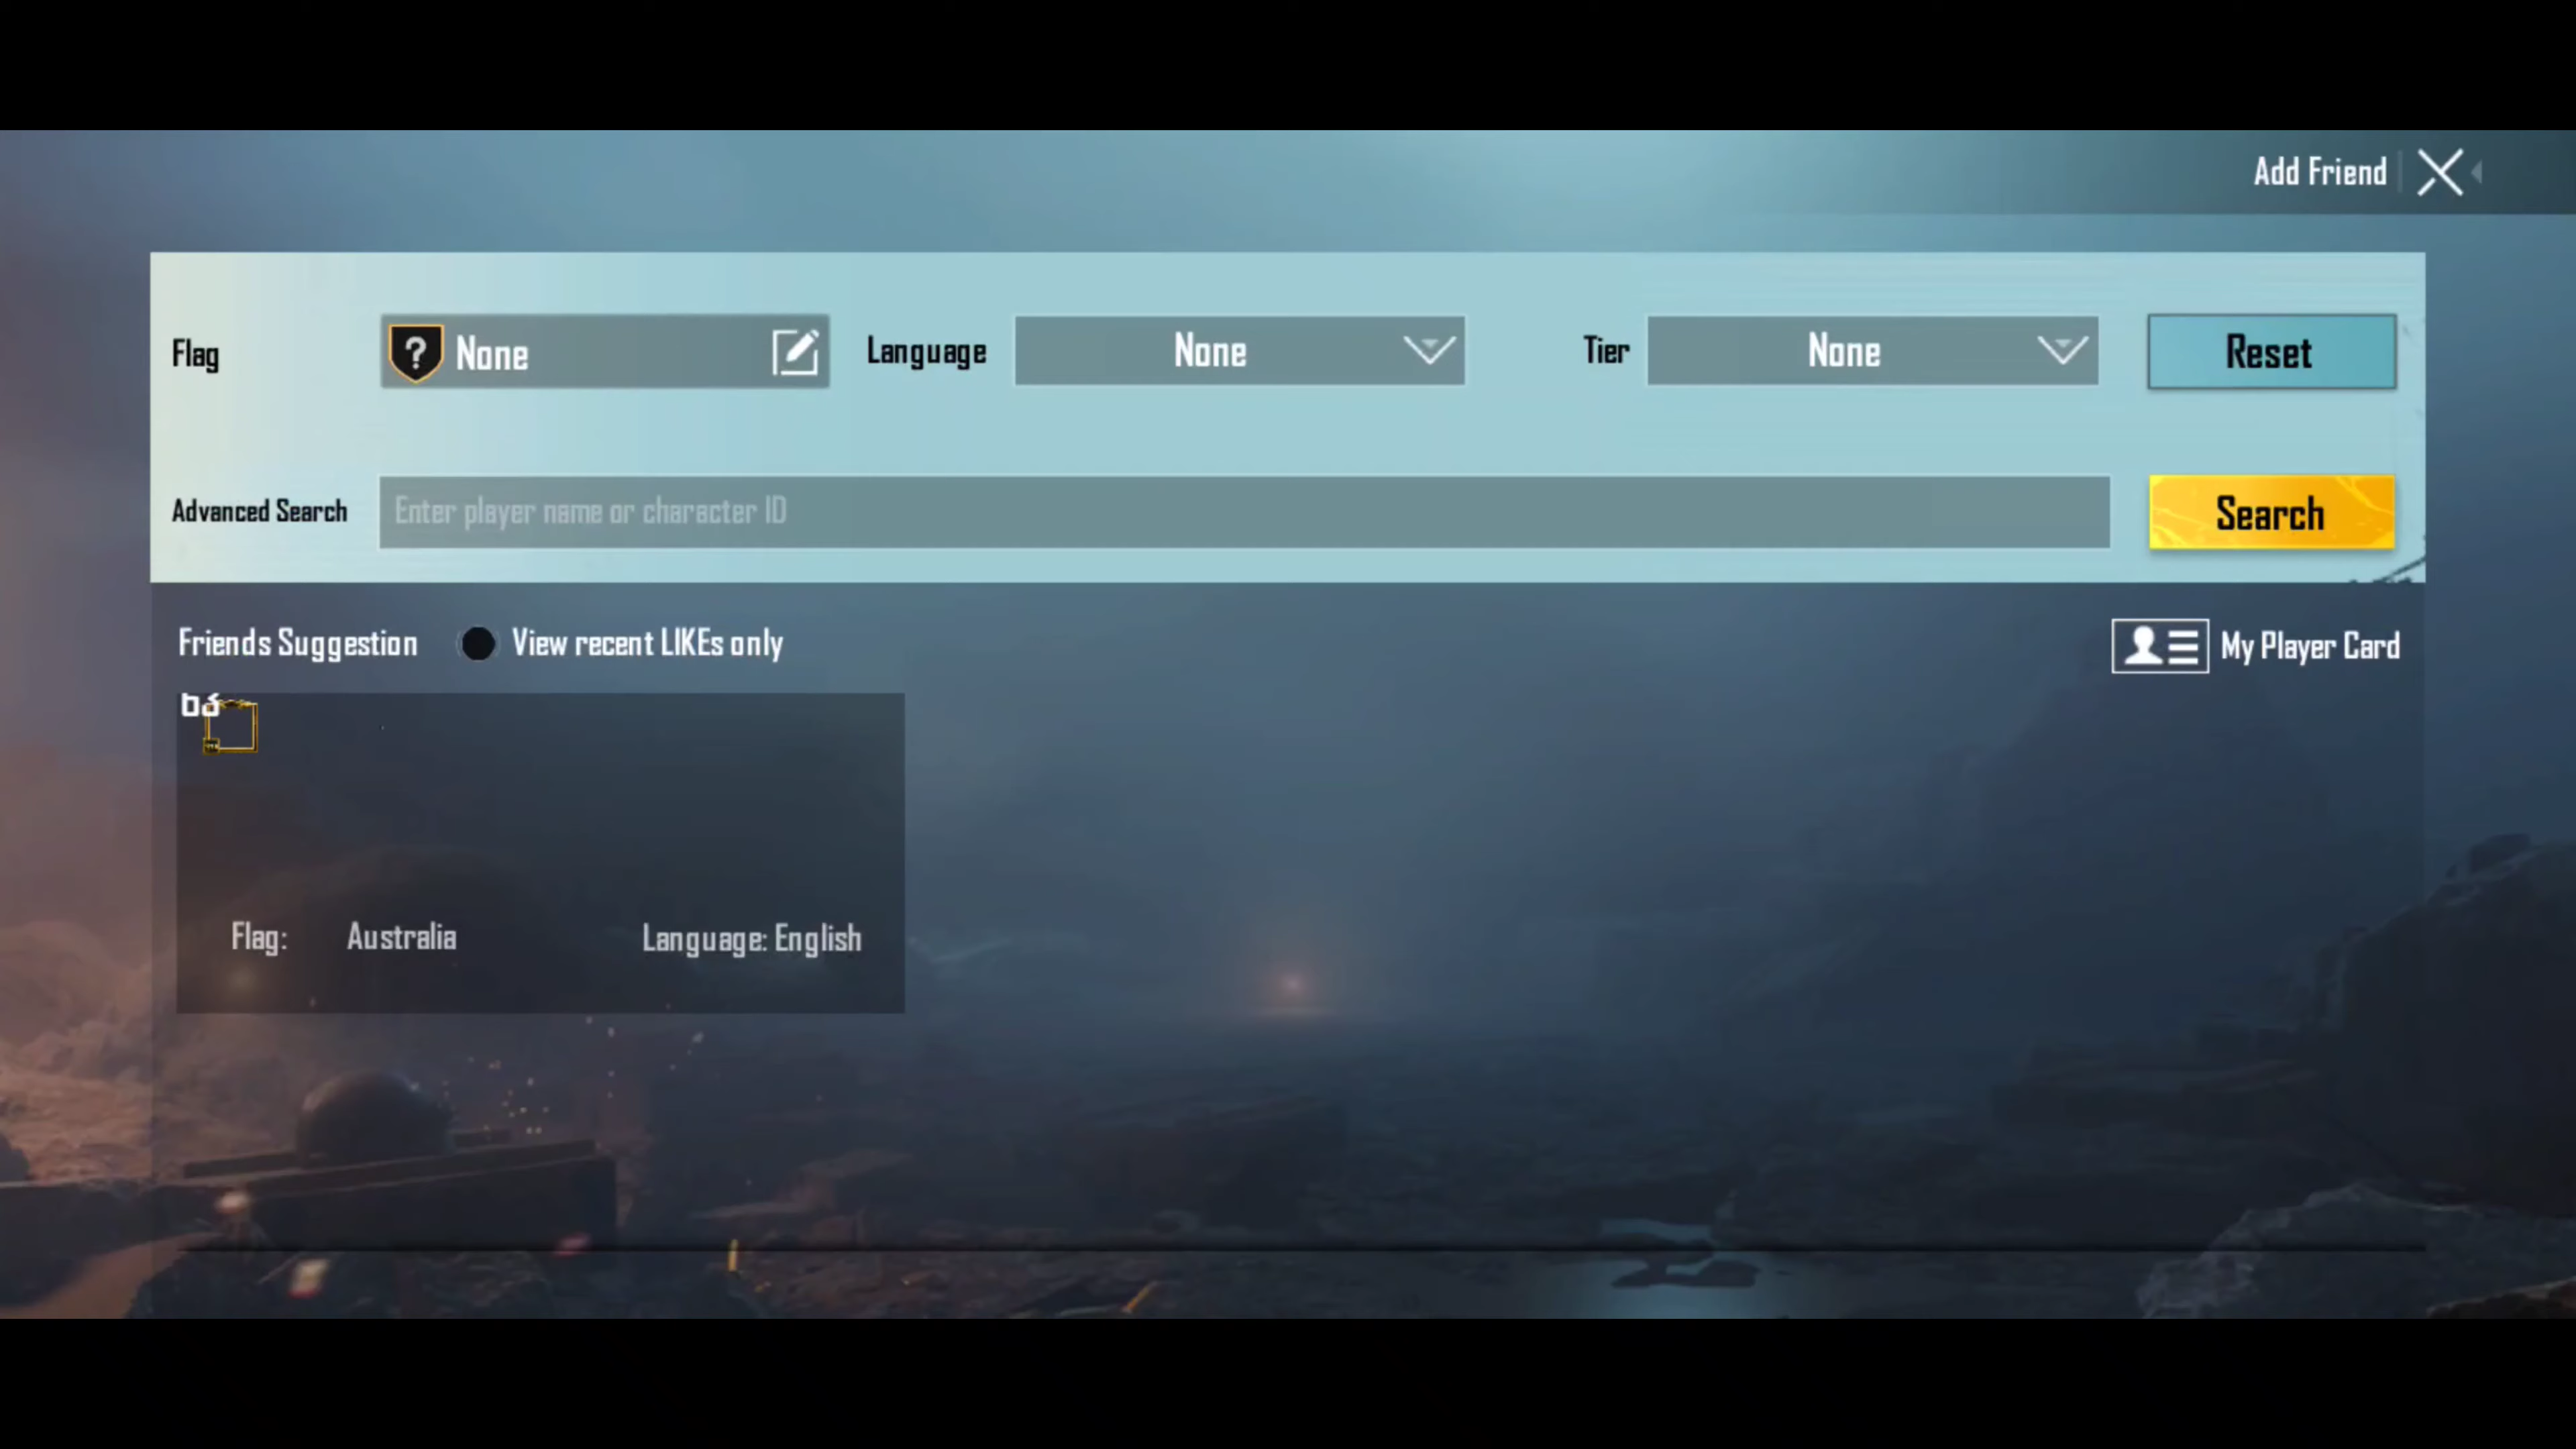 Add Friend
Flag
? None
Language
None
Tier
None
Reset
Advanced Search
Enter player name or character ID
Search
Friends Suggestion
View recent LIKEs only
My Player Card
63
Flag: Australia
Language: English